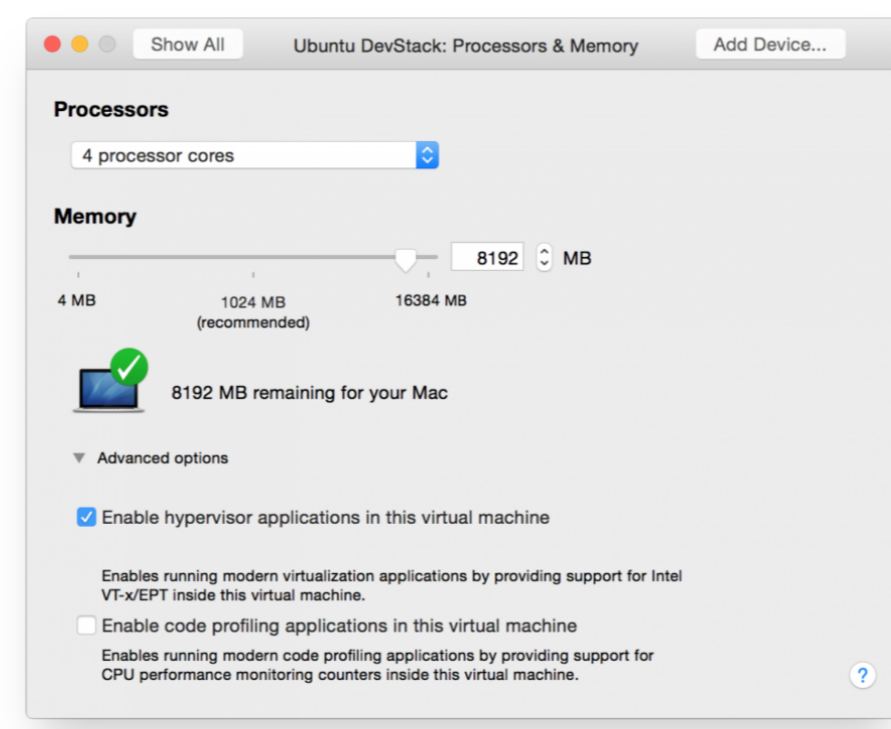 Show All
Ubuntu DevStack: Processors & Memory
Add Device...
Processors
4 processor cores
Memory
8192 MB
4 MB
1024 MB
16384 MB
(recommended)
8192 MB remaining for your Mac
Advanced options
Enable hypervisor applications in this virtual machine
Enables running modern virtualization applications by providing support for Intel
VT-x/EPT inside this virtual machine.
Enable code profiling applications in this virtual machine
Enables running modern code profiling applications by providing support for
CPU performance monitoring counters inside this virtual machine.
?